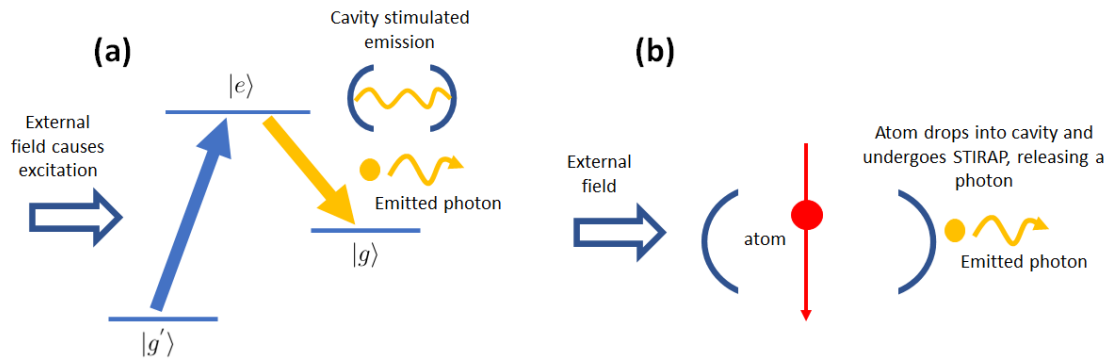 (a)
Cavity stimulated
emission
|e⟩
External
field causes
excitation
Emitted photon
|g⟩
|g′⟩
(b)
Atom drops into cavity and
undergoes STIRAP, releasing a
photon
External
field
atom
Emitted photon